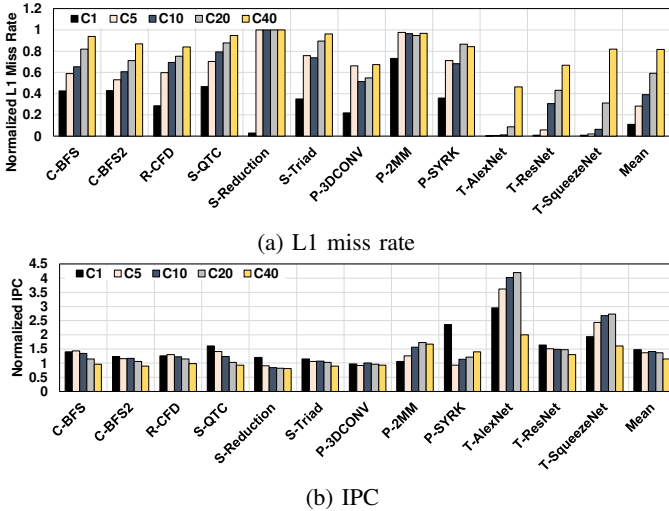 Normalized L1 Miss Rate
1.2
1
0.8
0.6
0.4
0.2
0
C1 C5 C10 C20 C40
C-BFS C-BFS2 R-CFD S-QTC S-Reduction S-Triad P-3DCONV P-2MM P-SYRK T-AlexNet T-ResNet T-SqueezeNet Mean
(a) L1 miss rate
Normalized IPC
4.5
4
3.5
3
2.5
2
1.5
1
0.5
0
C1 C5 C10 C20 C40
C-BFS C-BFS2 R-CFD S-QTC S-Reduction S-Triad P-3DCONV P-2MM P-SYRK T-AlexNet T-ResNet T-SqueezeNet Mean
(b) IPC